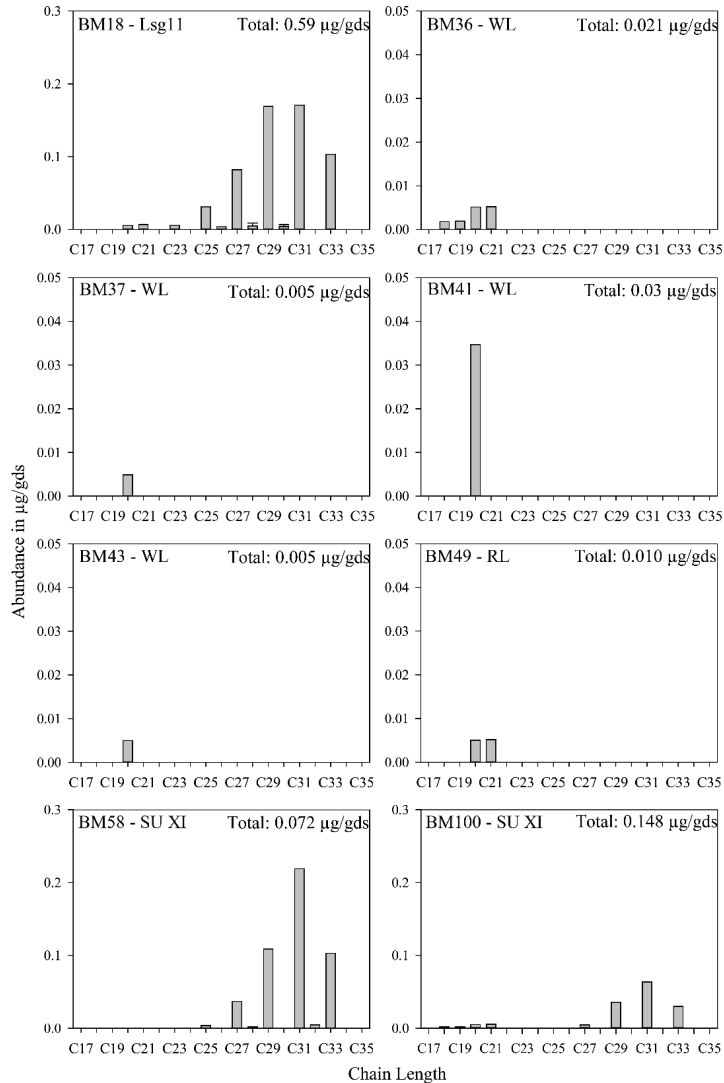 BM18 - Lsg11 Total: 0.59 µg/gds
0.3
0.2
0.1
0.0
C17 C19 C21 C23 C25 C27 C29 C31 C33 C35
BM36 - WL Total: 0.021 µg/gds
0.05
0.04
0.03
0.02
0.01
0.00
C17 C19 C21 C23 C25 C27 C29 C31 C33 C35
BM37 - WL Total: 0.005 µg/gds
0.05
0.04
0.03
0.02
0.01
0.00
C17 C19 C21 C23 C25 C27 C29 C31 C33 C35
BM41 - WL Total: 0.03 µg/gds
0.05
0.04
0.03
0.02
0.01
0.00
C17 C19 C21 C23 C25 C27 C29 C31 C33 C35
Abundance in µg/gds
BM43 - WL Total: 0.005 µg/gds
0.05
0.04
0.03
0.02
0.01
0.00
C17 C19 C21 C23 C25 C27 C29 C31 C33 C35
BM49 - RL Total: 0.010 µg/gds
0.05
0.04
0.03
0.02
0.01
0.00
C17 C19 C21 C23 C25 C27 C29 C31 C33 C35
BM58 - SU XI Total: 0.072 µg/gds
0.3
0.2
0.1
0.0
C17 C19 C21 C23 C25 C27 C29 C31 C33 C35
BM100 - SU XI Total: 0.148 µg/gds
0.3
0.2
0.1
0.0
C17 C19 C21 C23 C25 C27 C29 C31 C33 C35
Chain Length